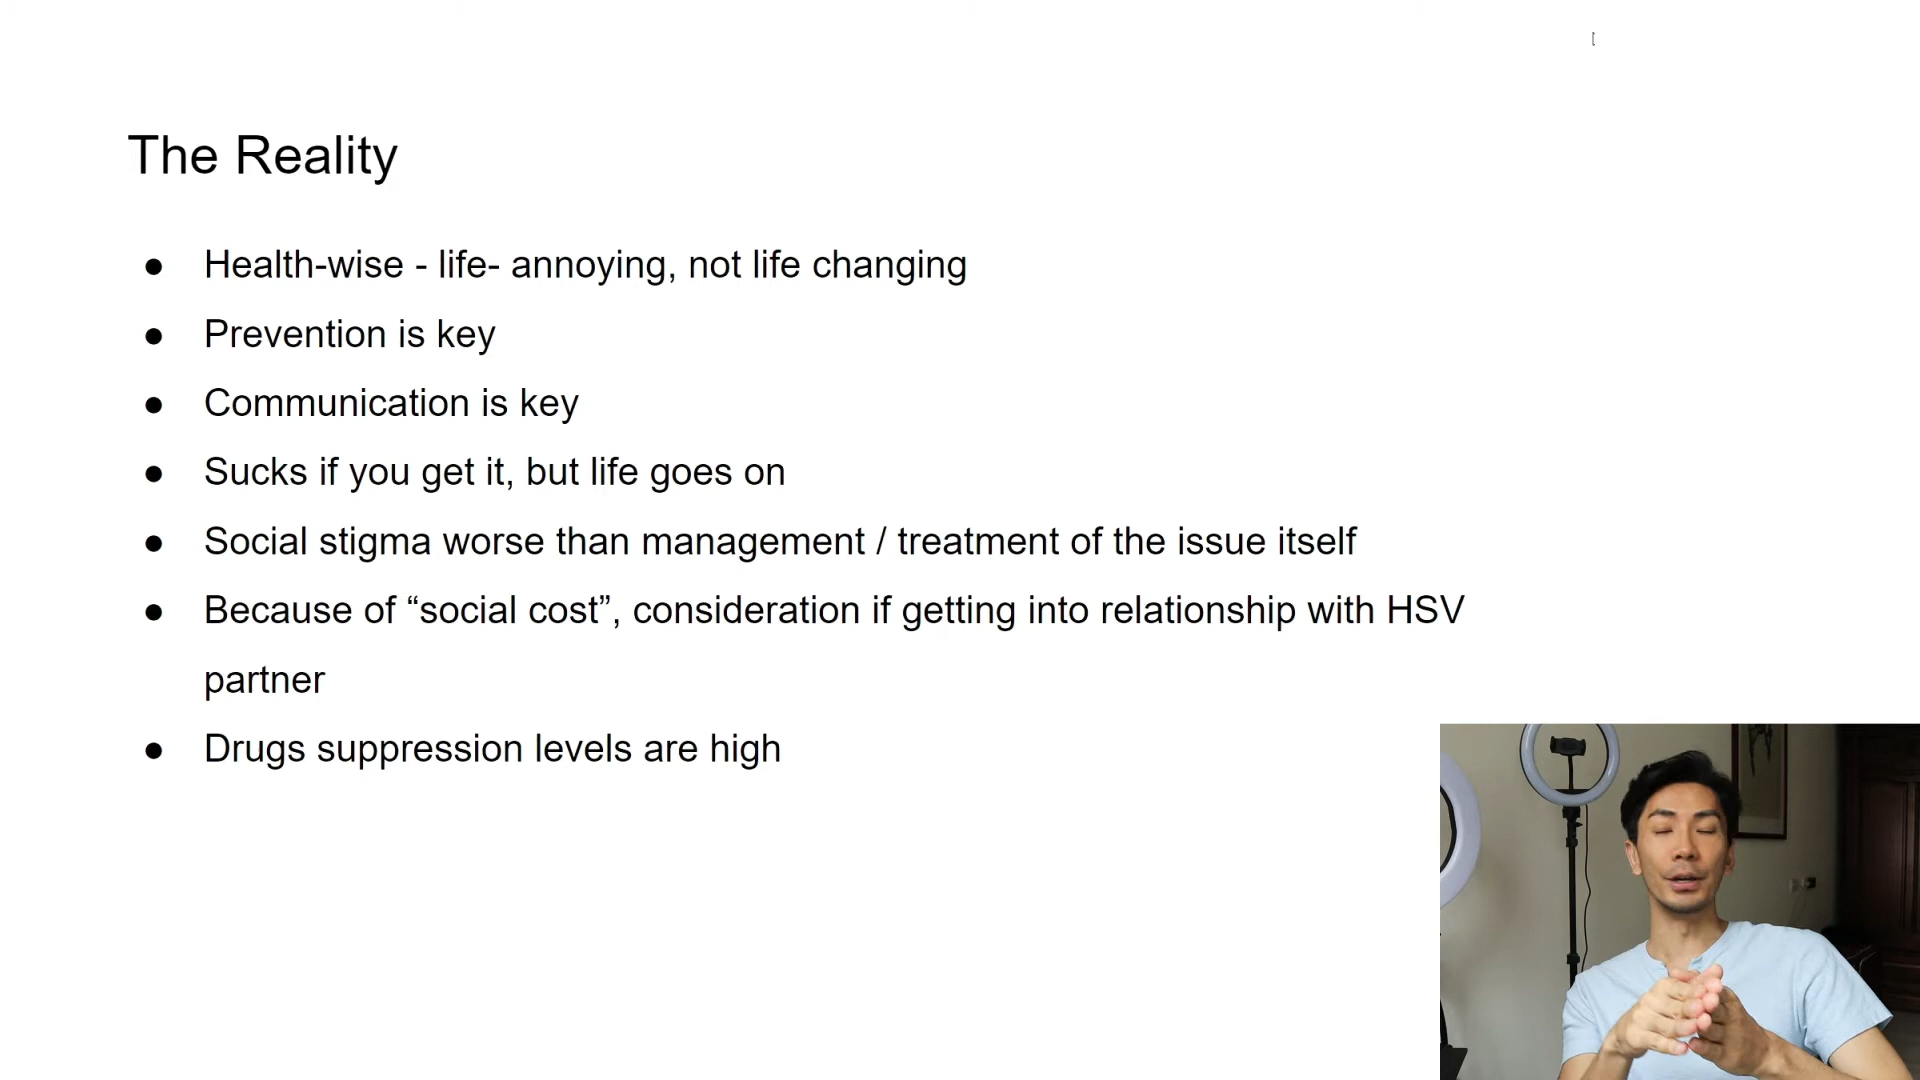 The Reality
● Health-wise - life- annoying, not life changing
● Prevention is key
● Communication is key
● Sucks if you get it, but life goes on
● Social stigma worse than management / treatment of the issue itself
● Because of “social cost”, consideration if getting into relationship with HSV
partner
● Drugs suppression levels are high